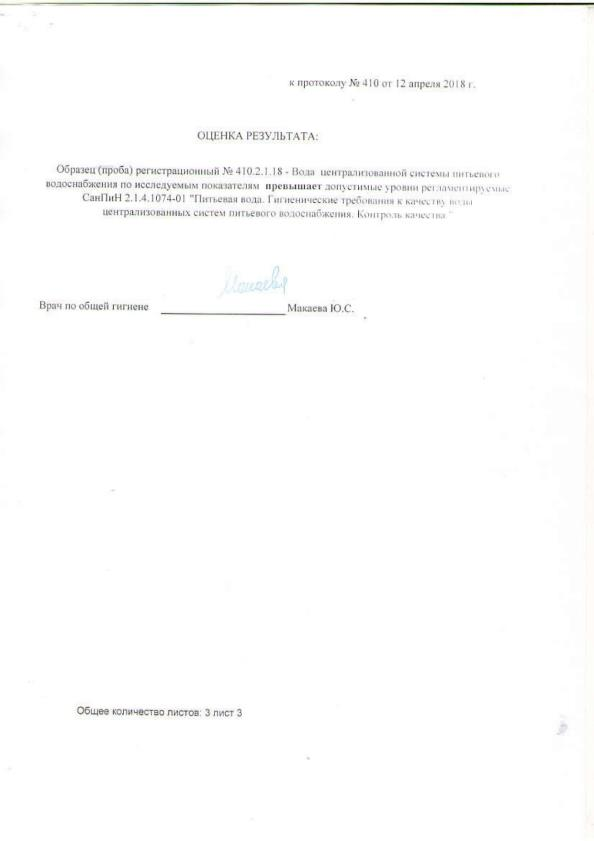 к протоколу № 410 от 12 апреля 2018 г.
ОЦЕНКА РЕЗУЛЬТАТА:
Образец (проба) регистрационный № 410.2.1.18 - Вода централизованной системы питьевого
водоснабжения по исследуемым показателям превышает допустимые уровни регламентируемые
СанПиН 2.1.4.1074-01 "Питьевая вода. Гигиенические требования к качеству воды
централизованных систем питьевого водоснабжения. Контроль качества."
Макаева
Врач по общей гигиене Макаева Ю.С.
Общее количество листов: 3 лист 3